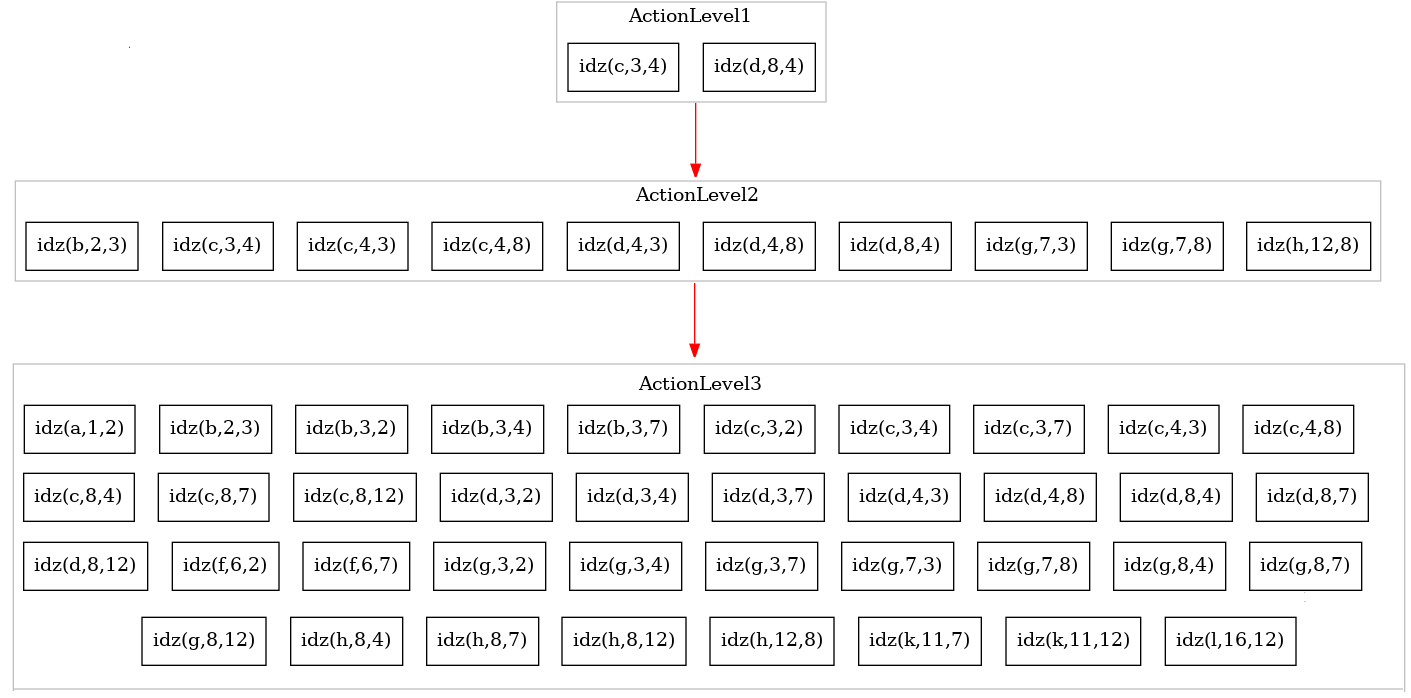 ActionLevel1
idz(c,3,4) idz(d,8,4)
ActionLevel2
idz(b,2,3) idz(c,3,4) idz(c,4,3) idz(c,4,8) idz(d,4,3) idz(d,4,8) idz(d,8,4) idz(g,7,3) idz(g,7,8) idz(h,12,8)
ActionLevel3
idz(a,1,2) idz(b,2,3) idz(b,3,2) idz(b,3,4) idz(b,3,7) idz(c,3,2) idz(c,3,4) idz(c,3,7) idz(c,4,3) idz(c,4,8)
idz(c,8,4) idz(c,8,7) idz(c,8,12) idz(d,3,2) idz(d,3,4) idz(d,3,7) idz(d,4,3) idz(d,4,8) idz(d,8,4) idz(d,8,7)
idz(d,8,12) idz(f,6,2) idz(f,6,7) idz(g,3,2) idz(g,3,4) idz(g,3,7) idz(g,7,3) idz(g,7,8) idz(g,8,4) idz(g,8,7)
idz(g,8,12) idz(h,8,4) idz(h,8,7) idz(h,8,12) idz(h,12,8) idz(k,11,7) idz(k,11,12) idz(l,16,12)